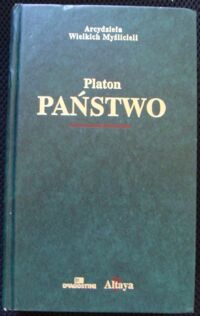 Arcydzieła
Wielkich Myślicieli
Platon
PAŃSTWO
DEAGOSTINI
Altaya